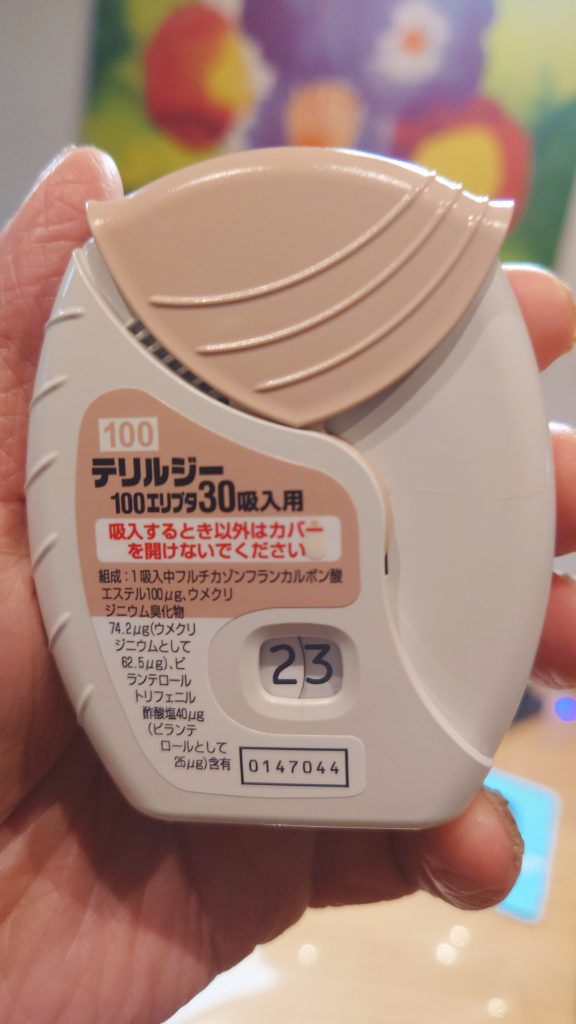 100
テリルジー
100エリプタ30吸入用
吸入するとき以外はカバー
を開けないでください
組成:1吸入中フルチカゾンフランカルボン酸
エステル100μg、ウメクリ
ジニウム臭化物
74.2μg(ウメクリ
ジニウムとして
62.5μg)、ビ
ランテロール
トリフェニル
酢酸塩40μg
(ビランテ
ロールとして
25μg)含有
23
0147044